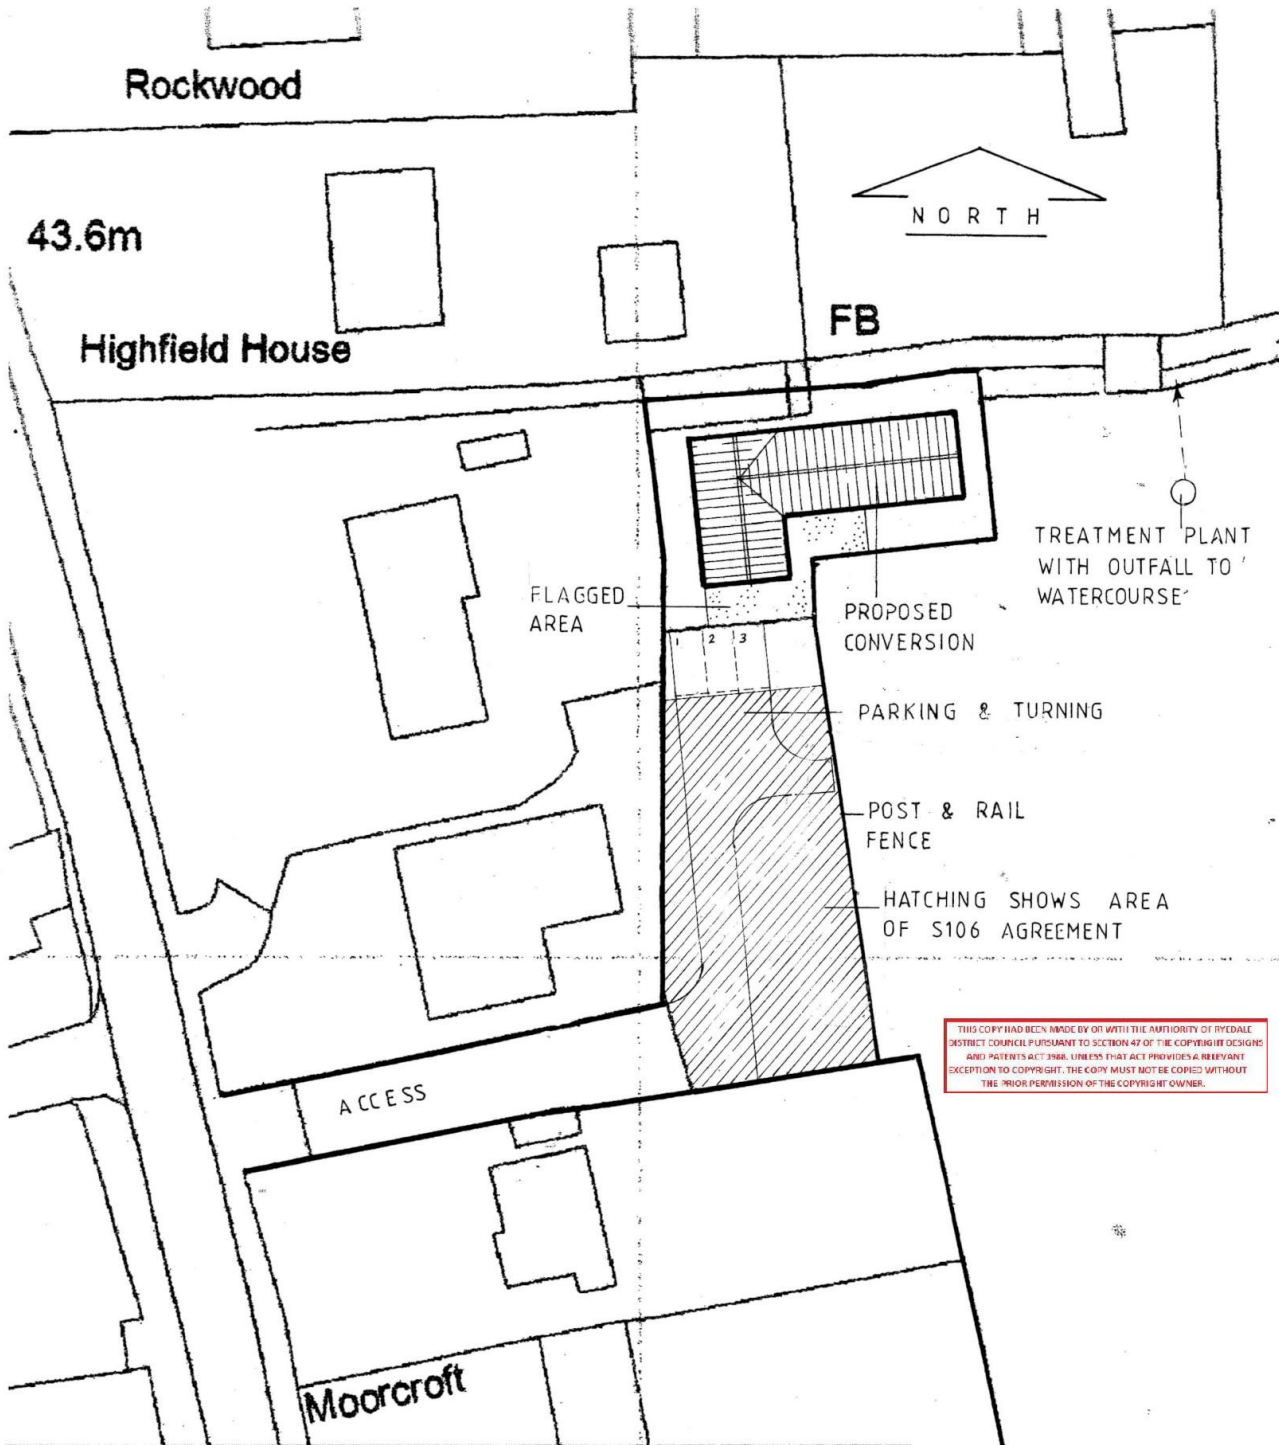 Rockwood
43.6m
NORTH
Highfield House
FB
TREATMENT PLANT
WITH OUTFALL TO
WATERCOURSE
FLAGGED
AREA
PROPOSED
CONVERSION
1 2 3
PARKING & TURNING
POST & RAIL
FENCE
HATCHING SHOWS AREA
OF S106 AGREEMENT
THIS COPY HAD BEEN MADE BY OR WITH THE AUTHORITY OF RYEDALE
DISTRICT COUNCIL PURSUANT TO SECTION 47 OF THE COPYRIGHT DESIGNS
AND PATENTS ACT 1988. UNLESS THAT ACT PROVIDES A RELEVANT
EXCEPTION TO COPYRIGHT. THE COPY MUST NOT BE COPIED WITHOUT
THE PRIOR PERMISSION OF THE COPYRIGHT OWNER.
ACCESS
Moorcroft